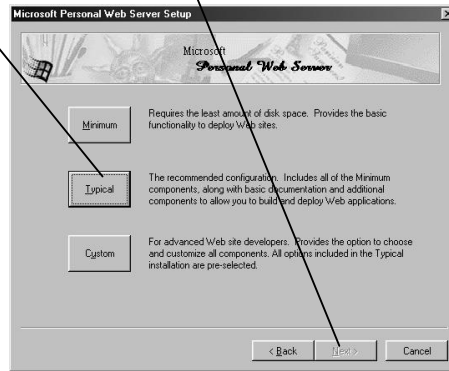 Microsoft Personal Web Server Setup
Microsoft
Personal Web Server
Minimum
Requires the least amount of disk space. Provides the basic
functionality to deploy Web sites.
Typical
The recommended configuration. Includes all of the Minimum
components, along with basic documentation and additional
components to allow you to build and deploy Web applications.
Custom
For advanced Web site developers. Provides the option to choose
and customize all components. All options included in the Typical
installation are pre-selected.
< Back
Next >
Cancel